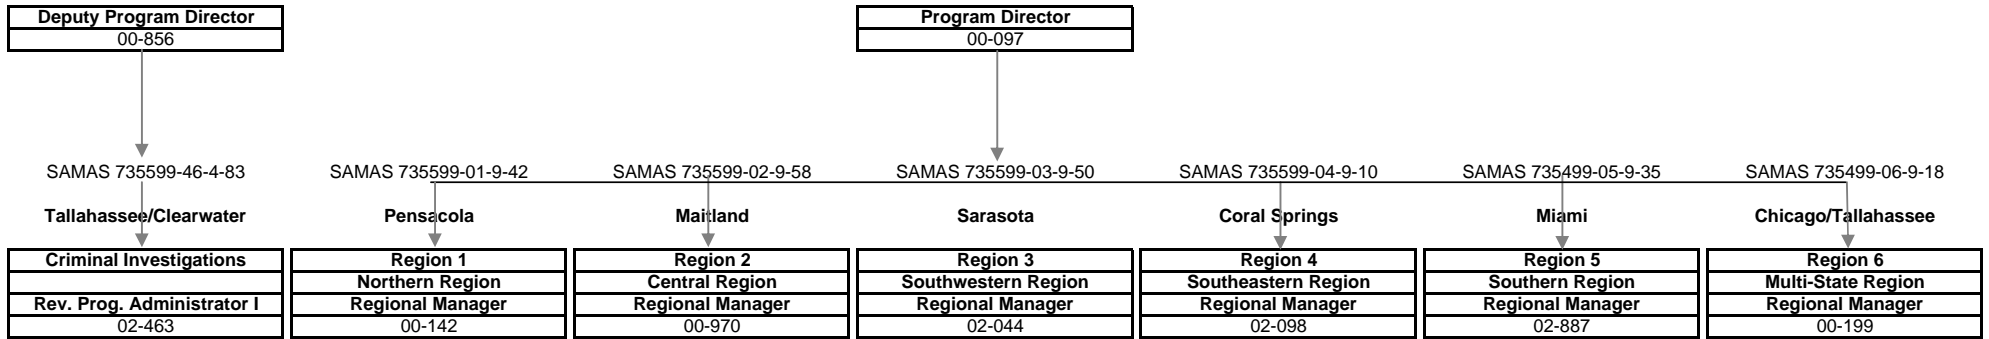 Deputy Program Director
00-856
Program Director
00-097
SAMAS 735599-46-4-83
SAMAS 735599-01-9-42
SAMAS 735599-02-9-58
SAMAS 735599-03-9-50
SAMAS 735599-04-9-10
SAMAS 735499-05-9-35
SAMAS 735499-06-9-18
Tallahassee/Clearwater
Pensacola
Maitland
Sarasota
Coral Springs
Miami
Chicago/Tallahassee
Criminal Investigations
Rev. Prog. Administrator I
02-463
Region 1
Northern Region
Regional Manager
00-142
Region 2
Central Region
Regional Manager
00-970
Region 3
Southwestern Region
Regional Manager
02-044
Region 4
Southeastern Region
Regional Manager
02-098
Region 5
Southern Region
Regional Manager
02-887
Region 6
Multi-State Region
Regional Manager
00-199